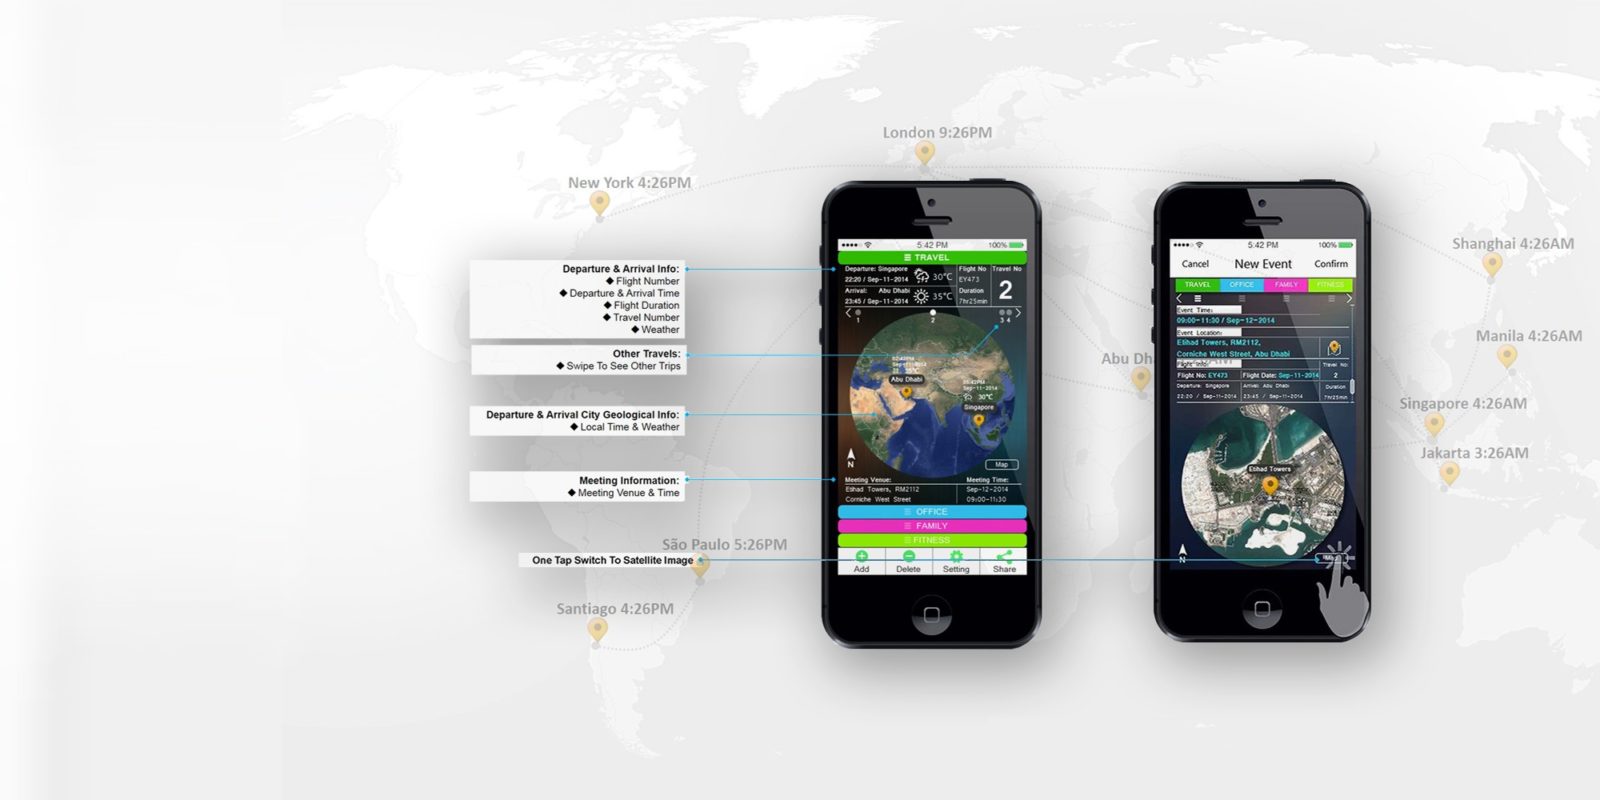 London 9:26PM
New York 4:26PM
Shanghai 4:26AM
Manila 4:26AM
Abu Dh
Singapore 4:26AM
Jakarta 3:26AM
São Paulo 5:26PM
Santiago 4:26PM
Departure & Arrival Info:
◆ Flight Number
◆ Departure & Arrival Time
◆ Flight Duration
◆ Travel Number
◆ Weather
Other Travels:
◆ Swipe To See Other Trips
Departure & Arrival City Geological Info:
◆ Local Time & Weather
Meeting Information:
◆ Meeting Venue & Time
One Tap Switch To Satellite Image
5:42 PM 100%
TRAVEL
Departure: Singapore 30°C Flight No Travel No
22:20 / Sep-11-2014 EY473 2
Arrival: Abu Dhabi 35°C Duration
23:45 / Sep-11-2014 7hr25min
1 2 3 4
Sep-11-2014
Abu Dhabi
05:42PM
Sep-11-2014
30°C
Singapore
N Map
Meeting Venue: Meeting Time:
Etihad Towers, RM2112 Sep-12-2014
Corniche West Street 09:00-11:30
OFFICE
FAMILY
FITNESS
Add Delete Setting Share
5:42 PM 100%
Cancel New Event Confirm
TRAVEL OFFICE FAMILY FITNESS
Event Time:
09:00-11:30 / Sep-12-2014
Event Location:
Etihad Towers, RM2112,
Corniche West Street, Abu Dhabi
Flight Info: Travel No:
Flight No: EY473 Flight Date: Sep-11-2014 2
Departure: Singapore Arrival: Abu Dhabi Duration
22:20 / Sep-11-2014 23:45 / Sep-11-2014 7hr25min
Etihad Towers
N